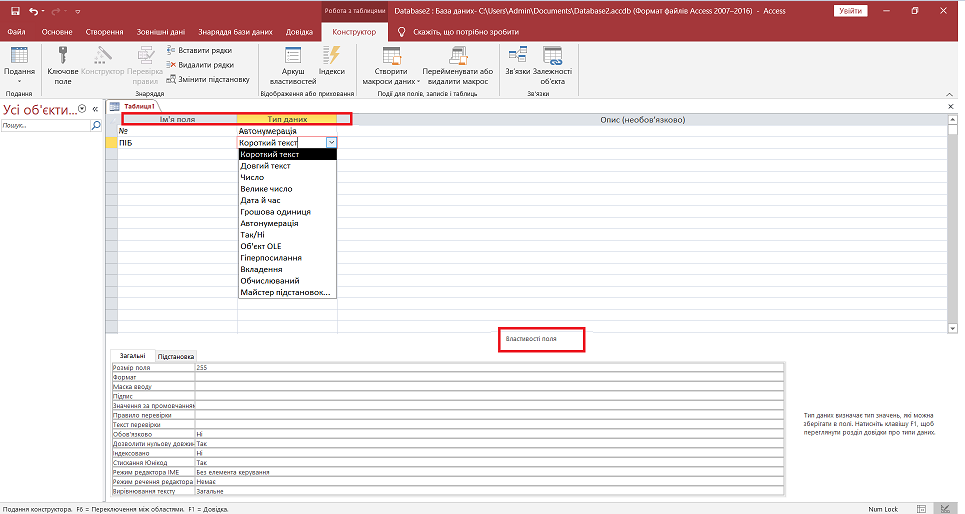 Робота з таблицями
Database2 : База даних- C:\Users\Admin\Documents\Database2.accdb (Формат файлів Access 2007–2016) - Access
Увійти
Файл Основне Створення Зовнішні дані Знаряддя бази даних Довідка Конструктор Скажіть, що потрібно зробити
Подання
Ключове поле
Конструктор
Перевірка правил
Вставити рядки
Видалити рядки
Змінити підстановку
Аркуш властивостей
Індекси
Створити макроси даних
Перейменувати або видалити макрос
Зв'язки
Залежності об'єкта
Подання Знаряддя Відображення або приховання Події для полів, записів і таблиць Зв'язки
Усі об'єкти...
Пошук...
Таблиця1
Ім'я поля Тип даних Опис (необов'язково)
№ Автонумерація
ПІБ Короткий текст
Короткий текст
Довгий текст
Число
Велике число
Дата й час
Грошова одиниця
Автонумерація
Так/Ні
Об'єкт OLE
Гіперпосилання
Вкладення
Обчислюваний
Майстер підстановок...
Властивості поля
Загальні Підстановка
Розмір поля 255
Формат
Маска вводу
Підпис
Значення за промовчанням
Правило перевірки
Текст перевірки
Обов'язково Ні
Дозволити нульову довжин Так
Індексовано Ні
Стискання Юнікод Так
Режим редактора IME Без елемента керування
Режим речення редактора Немає
Вирівнювання тексту Загальне
Тип даних визначає тип значень, які можна
зберігати в полі. Натисніть клавішу F1, щоб
переглянути розділ довідки про типи даних.
Подання конструктора. F6 = Переключення між областями. F1 = Довідка.
Num Lock